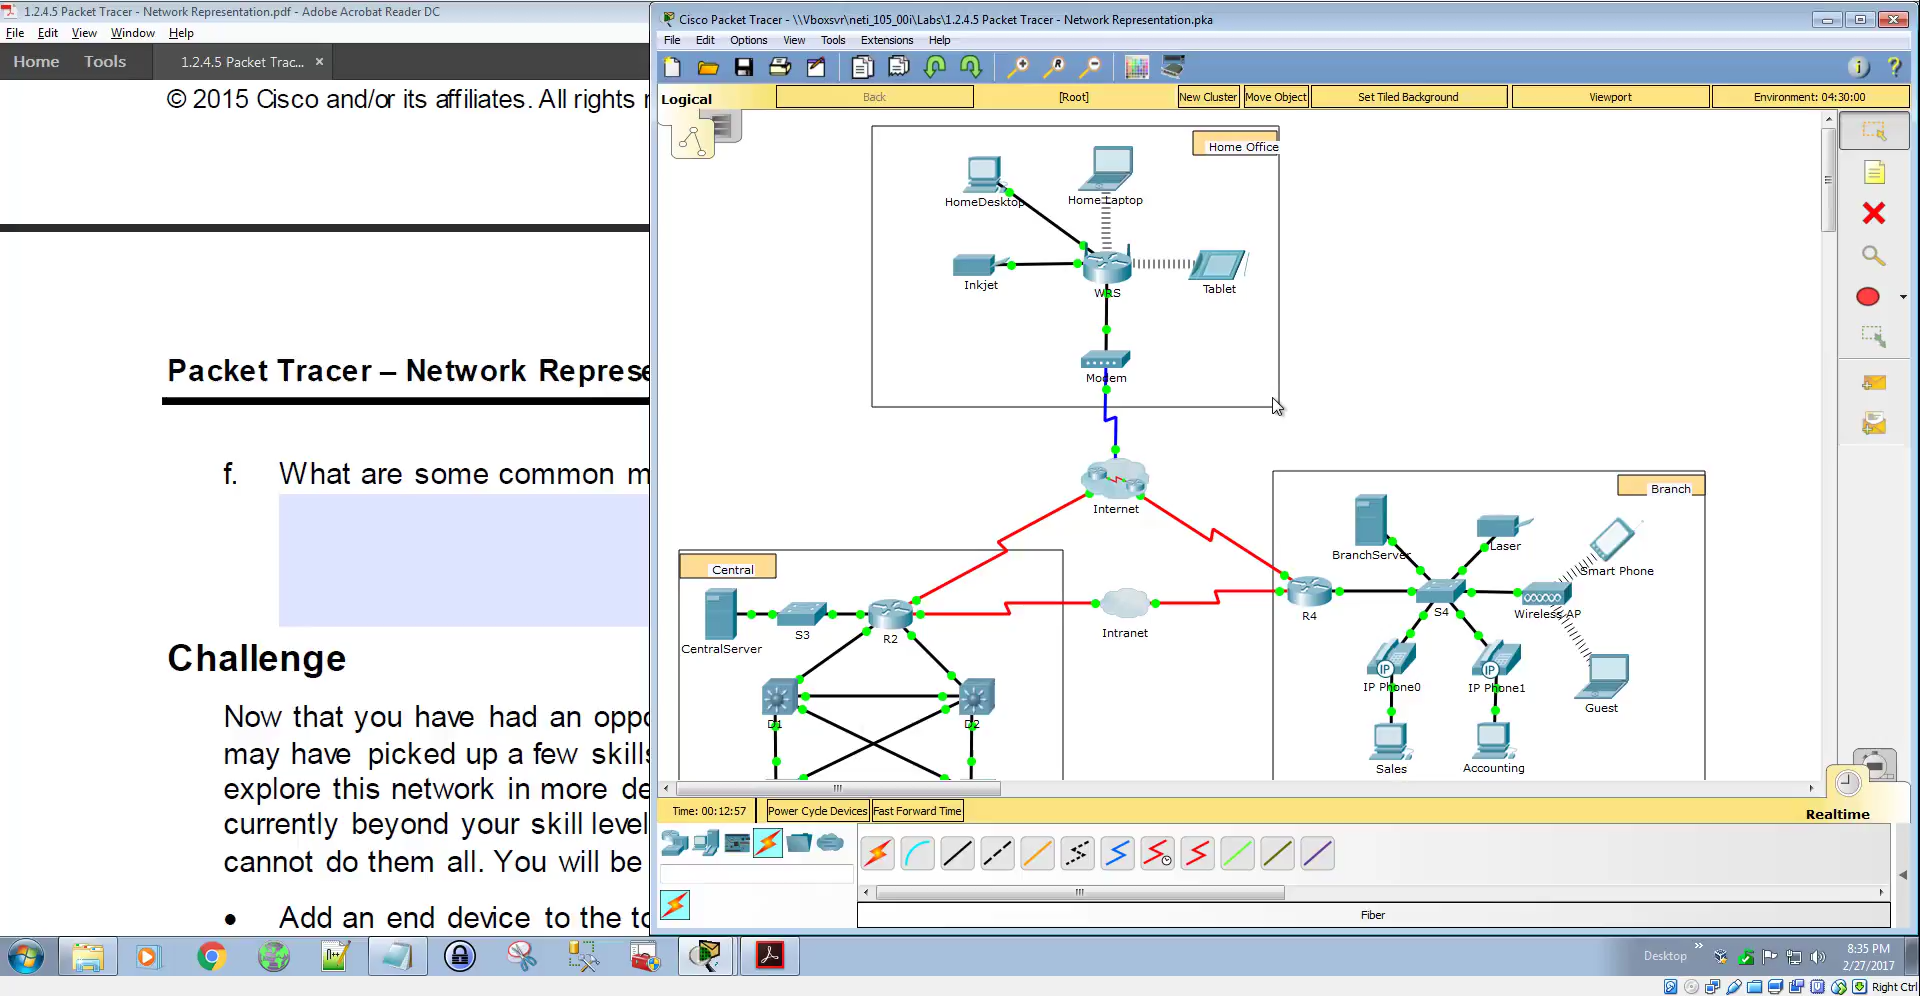 1.2.4.5 Packet Tracer - Network Representation.pdf - Adobe Acrobat Reader DC
File Edit View Window Help
Home Tools 1.2.4.5 Packet Trac... ×
© 2015 Cisco and/or its affiliates. All rights r
Packet Tracer – Network Represe
f. What are some common m
Challenge
Now that you have had an oppo
may have picked up a few skills
explore this network in more de
currently beyond your skill level
cannot do them all. You will be
• Add an end device to the to
Cisco Packet Tracer - \\Vboxsvr\neti_105_00i\Labs\1.2.4.5 Packet Tracer - Network Representation.pka
File Edit Options View Tools Extensions Help
Logical Back [Root] New Cluster Move Object Set Tiled Background Viewport Environment: 04:30:00
Home Office
HomeDesktop
Home Laptop
Inkjet
WRS
Tablet
Modem
Internet
Central
CentralServer
S3
R2
D1
D2
Intranet
Branch
BranchServer
Laser
Smart Phone
R4
S4
Wireless AP
IP
IP Phone0
IP
IP Phone1
Guest
Sales
Accounting
Time: 00:12:57 Power Cycle Devices Fast Forward Time
Realtime
Fiber
Desktop
8:35 PM
2/27/2017
Right Ctrl